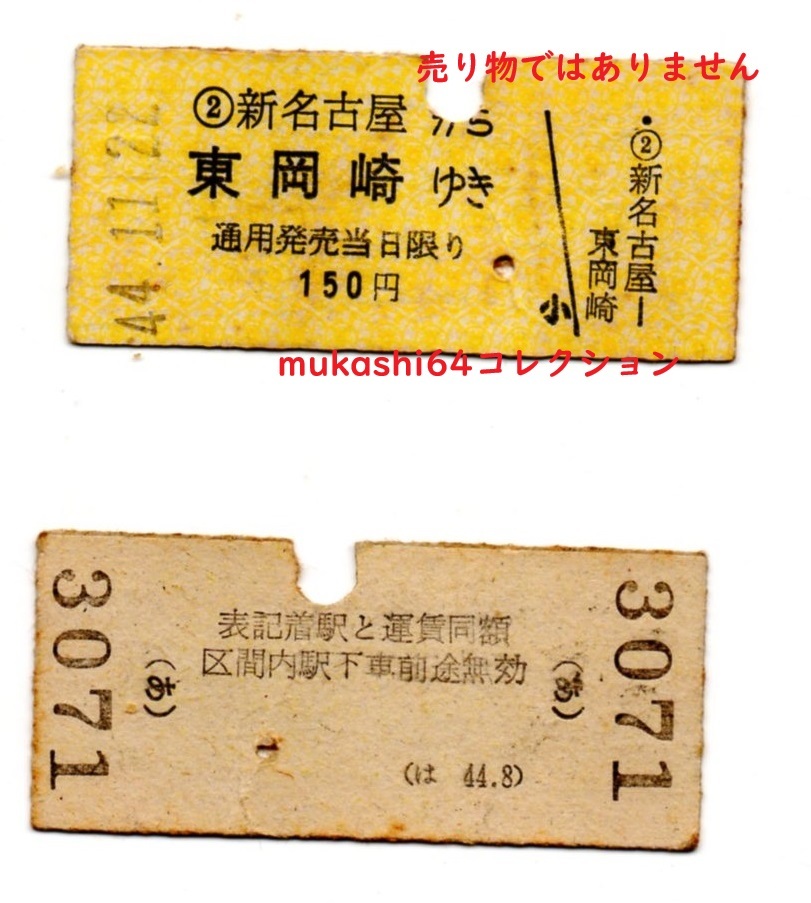 売り物ではありません
②新名古屋から
東岡崎ゆき
通用発売当日限り
150円
44.11.22
小
②新名古屋ー
東岡崎
mukashi64コレクション
3071
(あ)
表記着駅と運賃同額
区間内駅下車前途無効
(は 44.8)
(あ)
3071